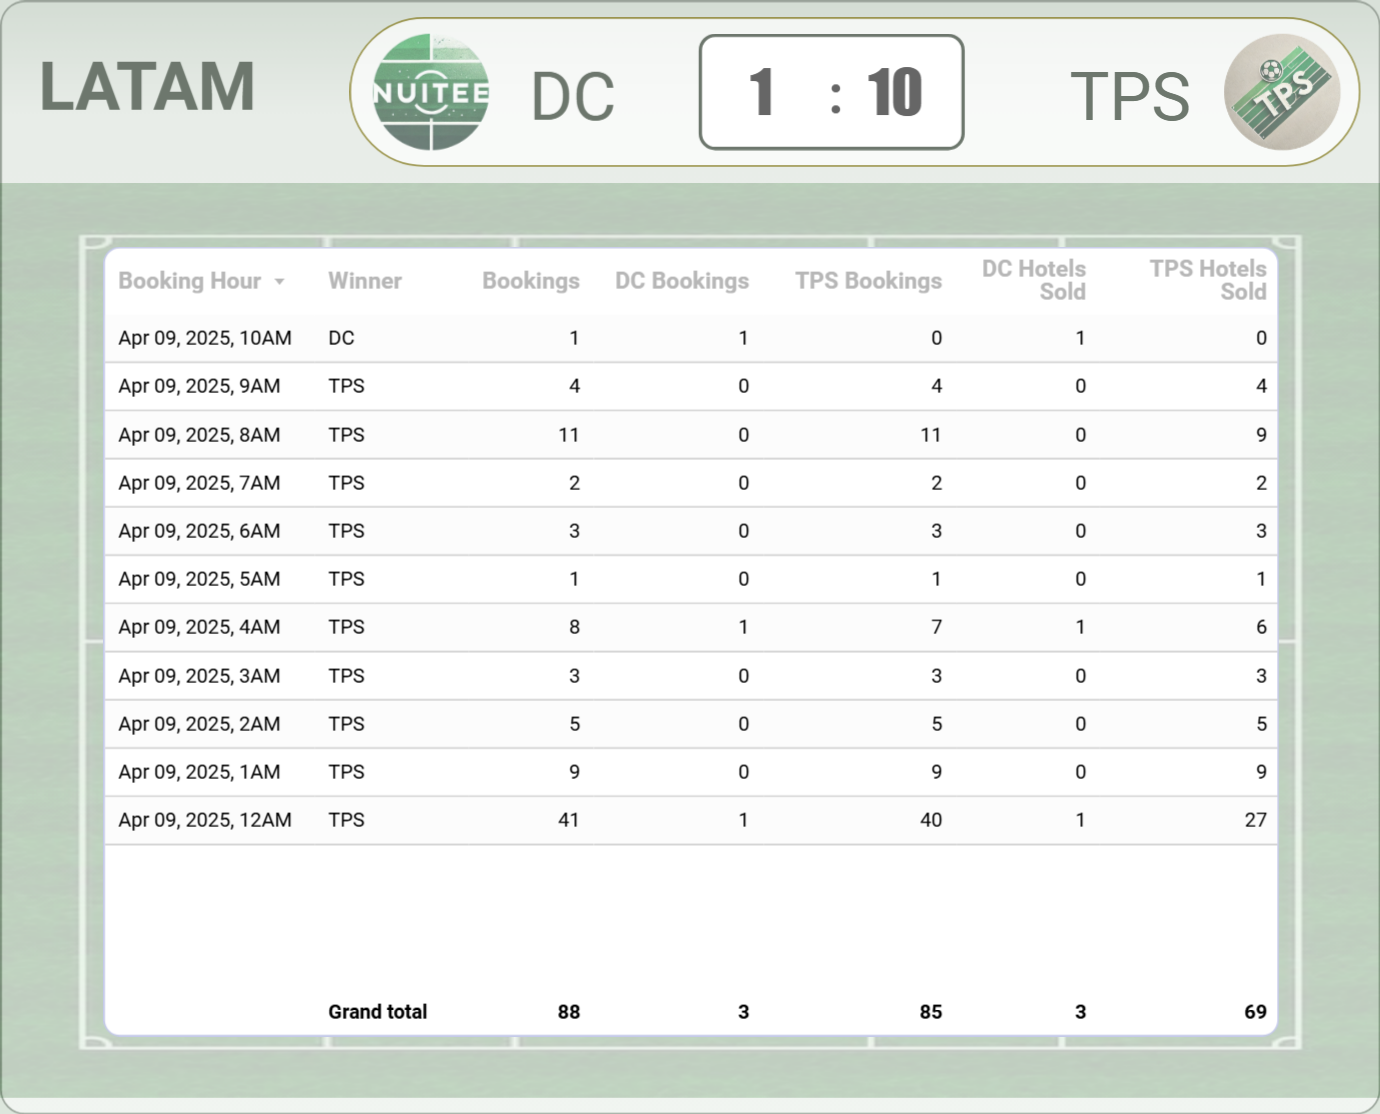 LATAM
NUITEE
DC
1 : 10
TPS
TPS
Booking Hour Winner Bookings DC Bookings TPS Bookings DC Hotels Sold TPS Hotels Sold
Apr 09, 2025, 10AM DC 1 1 0 1 0
Apr 09, 2025, 9AM TPS 4 0 4 0 4
Apr 09, 2025, 8AM TPS 11 0 11 0 9
Apr 09, 2025, 7AM TPS 2 0 2 0 2
Apr 09, 2025, 6AM TPS 3 0 3 0 3
Apr 09, 2025, 5AM TPS 1 0 1 0 1
Apr 09, 2025, 4AM TPS 8 1 7 1 6
Apr 09, 2025, 3AM TPS 3 0 3 0 3
Apr 09, 2025, 2AM TPS 5 0 5 0 5
Apr 09, 2025, 1AM TPS 9 0 9 0 9
Apr 09, 2025, 12AM TPS 41 1 40 1 27
Grand total 88 3 85 3 69